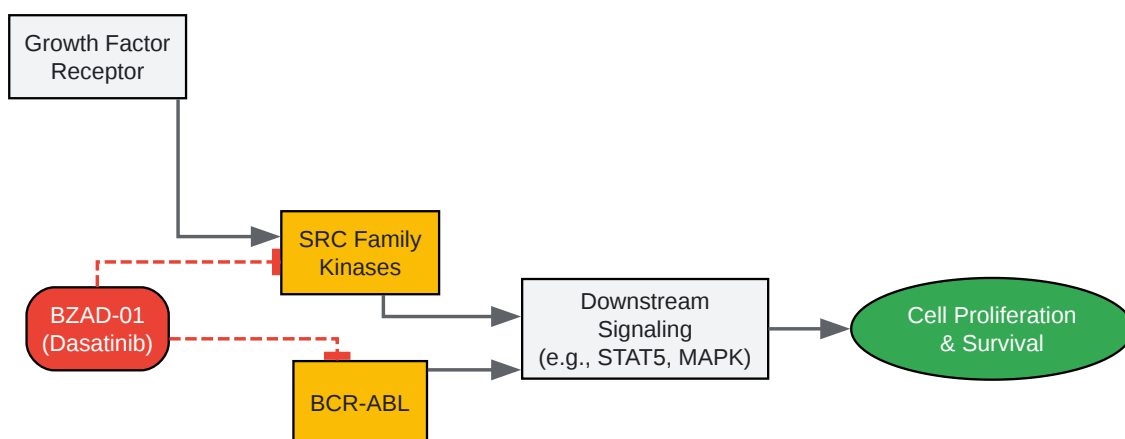 Growth Factor
Receptor
SRC Family
Kinases
BZAD-01
(Dasatinib)
Downstream
Signaling
(e.g., STAT5, MAPK)
Cell Proliferation
& Survival
BCR-ABL